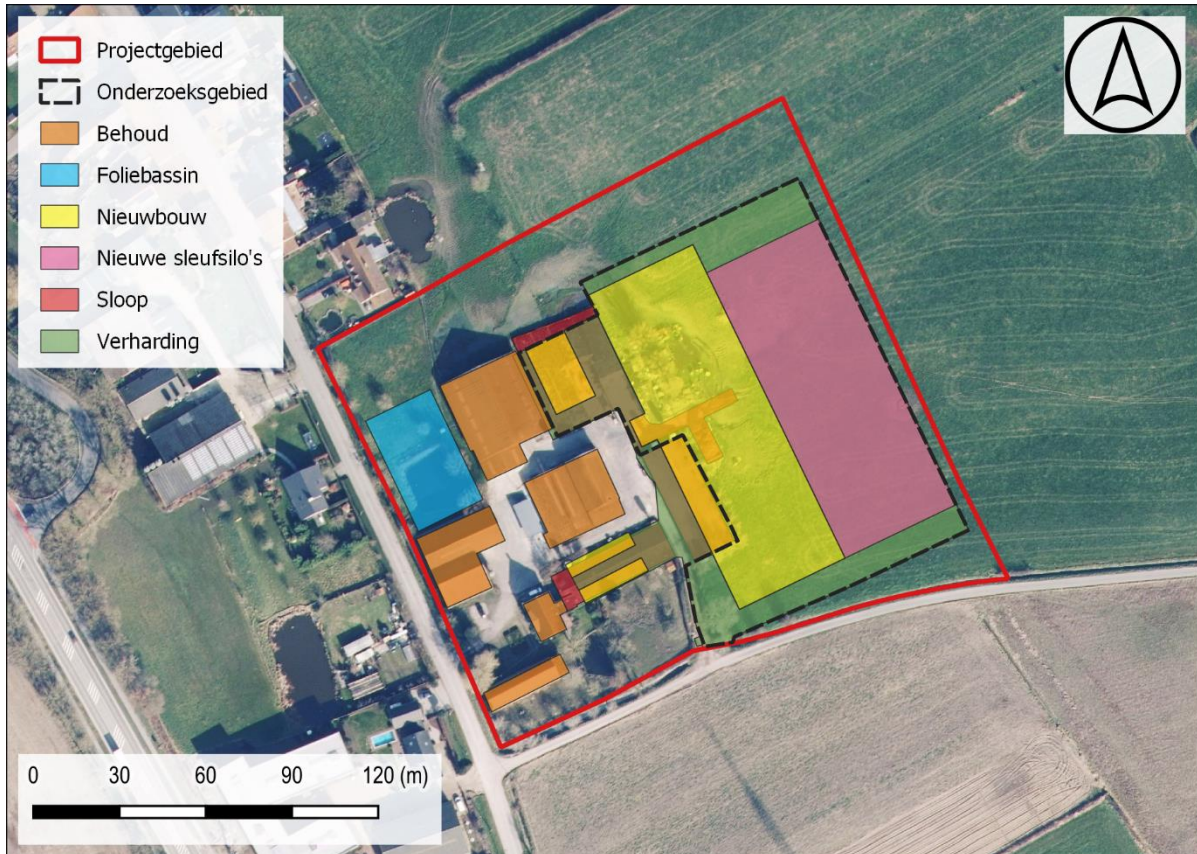 Projectgebied
Onderzoeksgebied
Behoud
Foliebassin
Nieuwbouw
Nieuwe sleufsilo's
Sloop
Verharding
0 30 60 90 120 (m)